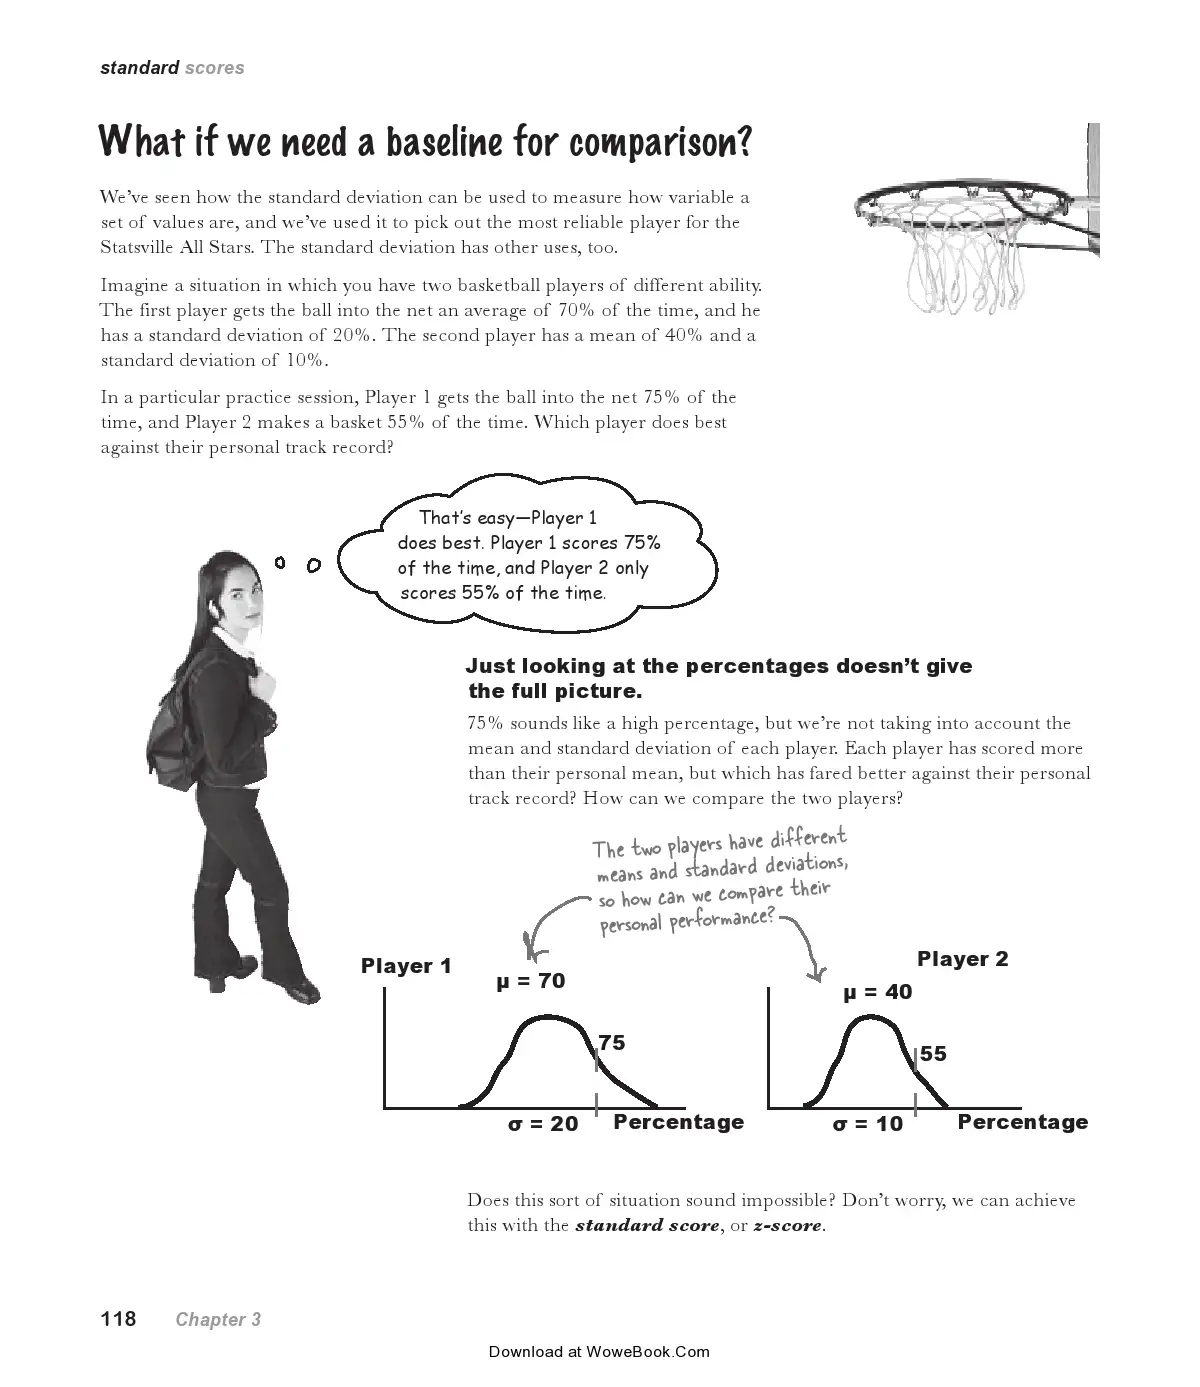 standard scores
What if we need a baseline for comparison?
We’ve seen how the standard deviation can be used to measure how variable a
set of values are, and we’ve used it to pick out the most reliable player for the
Statsville All Stars. The standard deviation has other uses, too.
Imagine a situation in which you have two basketball players of different ability.
The first player gets the ball into the net an average of 70% of the time, and he
has a standard deviation of 20%. The second player has a mean of 40% and a
standard deviation of 10%.
In a particular practice session, Player 1 gets the ball into the net 75% of the
time, and Player 2 makes a basket 55% of the time. Which player does best
against their personal track record?
That’s easy—Player 1
does best. Player 1 scores 75%
of the time, and Player 2 only
scores 55% of the time.
Just looking at the percentages doesn’t give
the full picture.
75% sounds like a high percentage, but we’re not taking into account the
mean and standard deviation of each player. Each player has scored more
than their personal mean, but which has fared better against their personal
track record? How can we compare the two players?
The two players have different
means and standard deviations,
so how can we compare their
personal performance?
Player 1
μ = 70
75
σ = 20
Percentage
Player 2
μ = 40
55
σ = 10
Percentage
Does this sort of situation sound impossible? Don’t worry, we can achieve
this with the standard score, or z-score.
118 Chapter 3
Download at WoweBook.Com